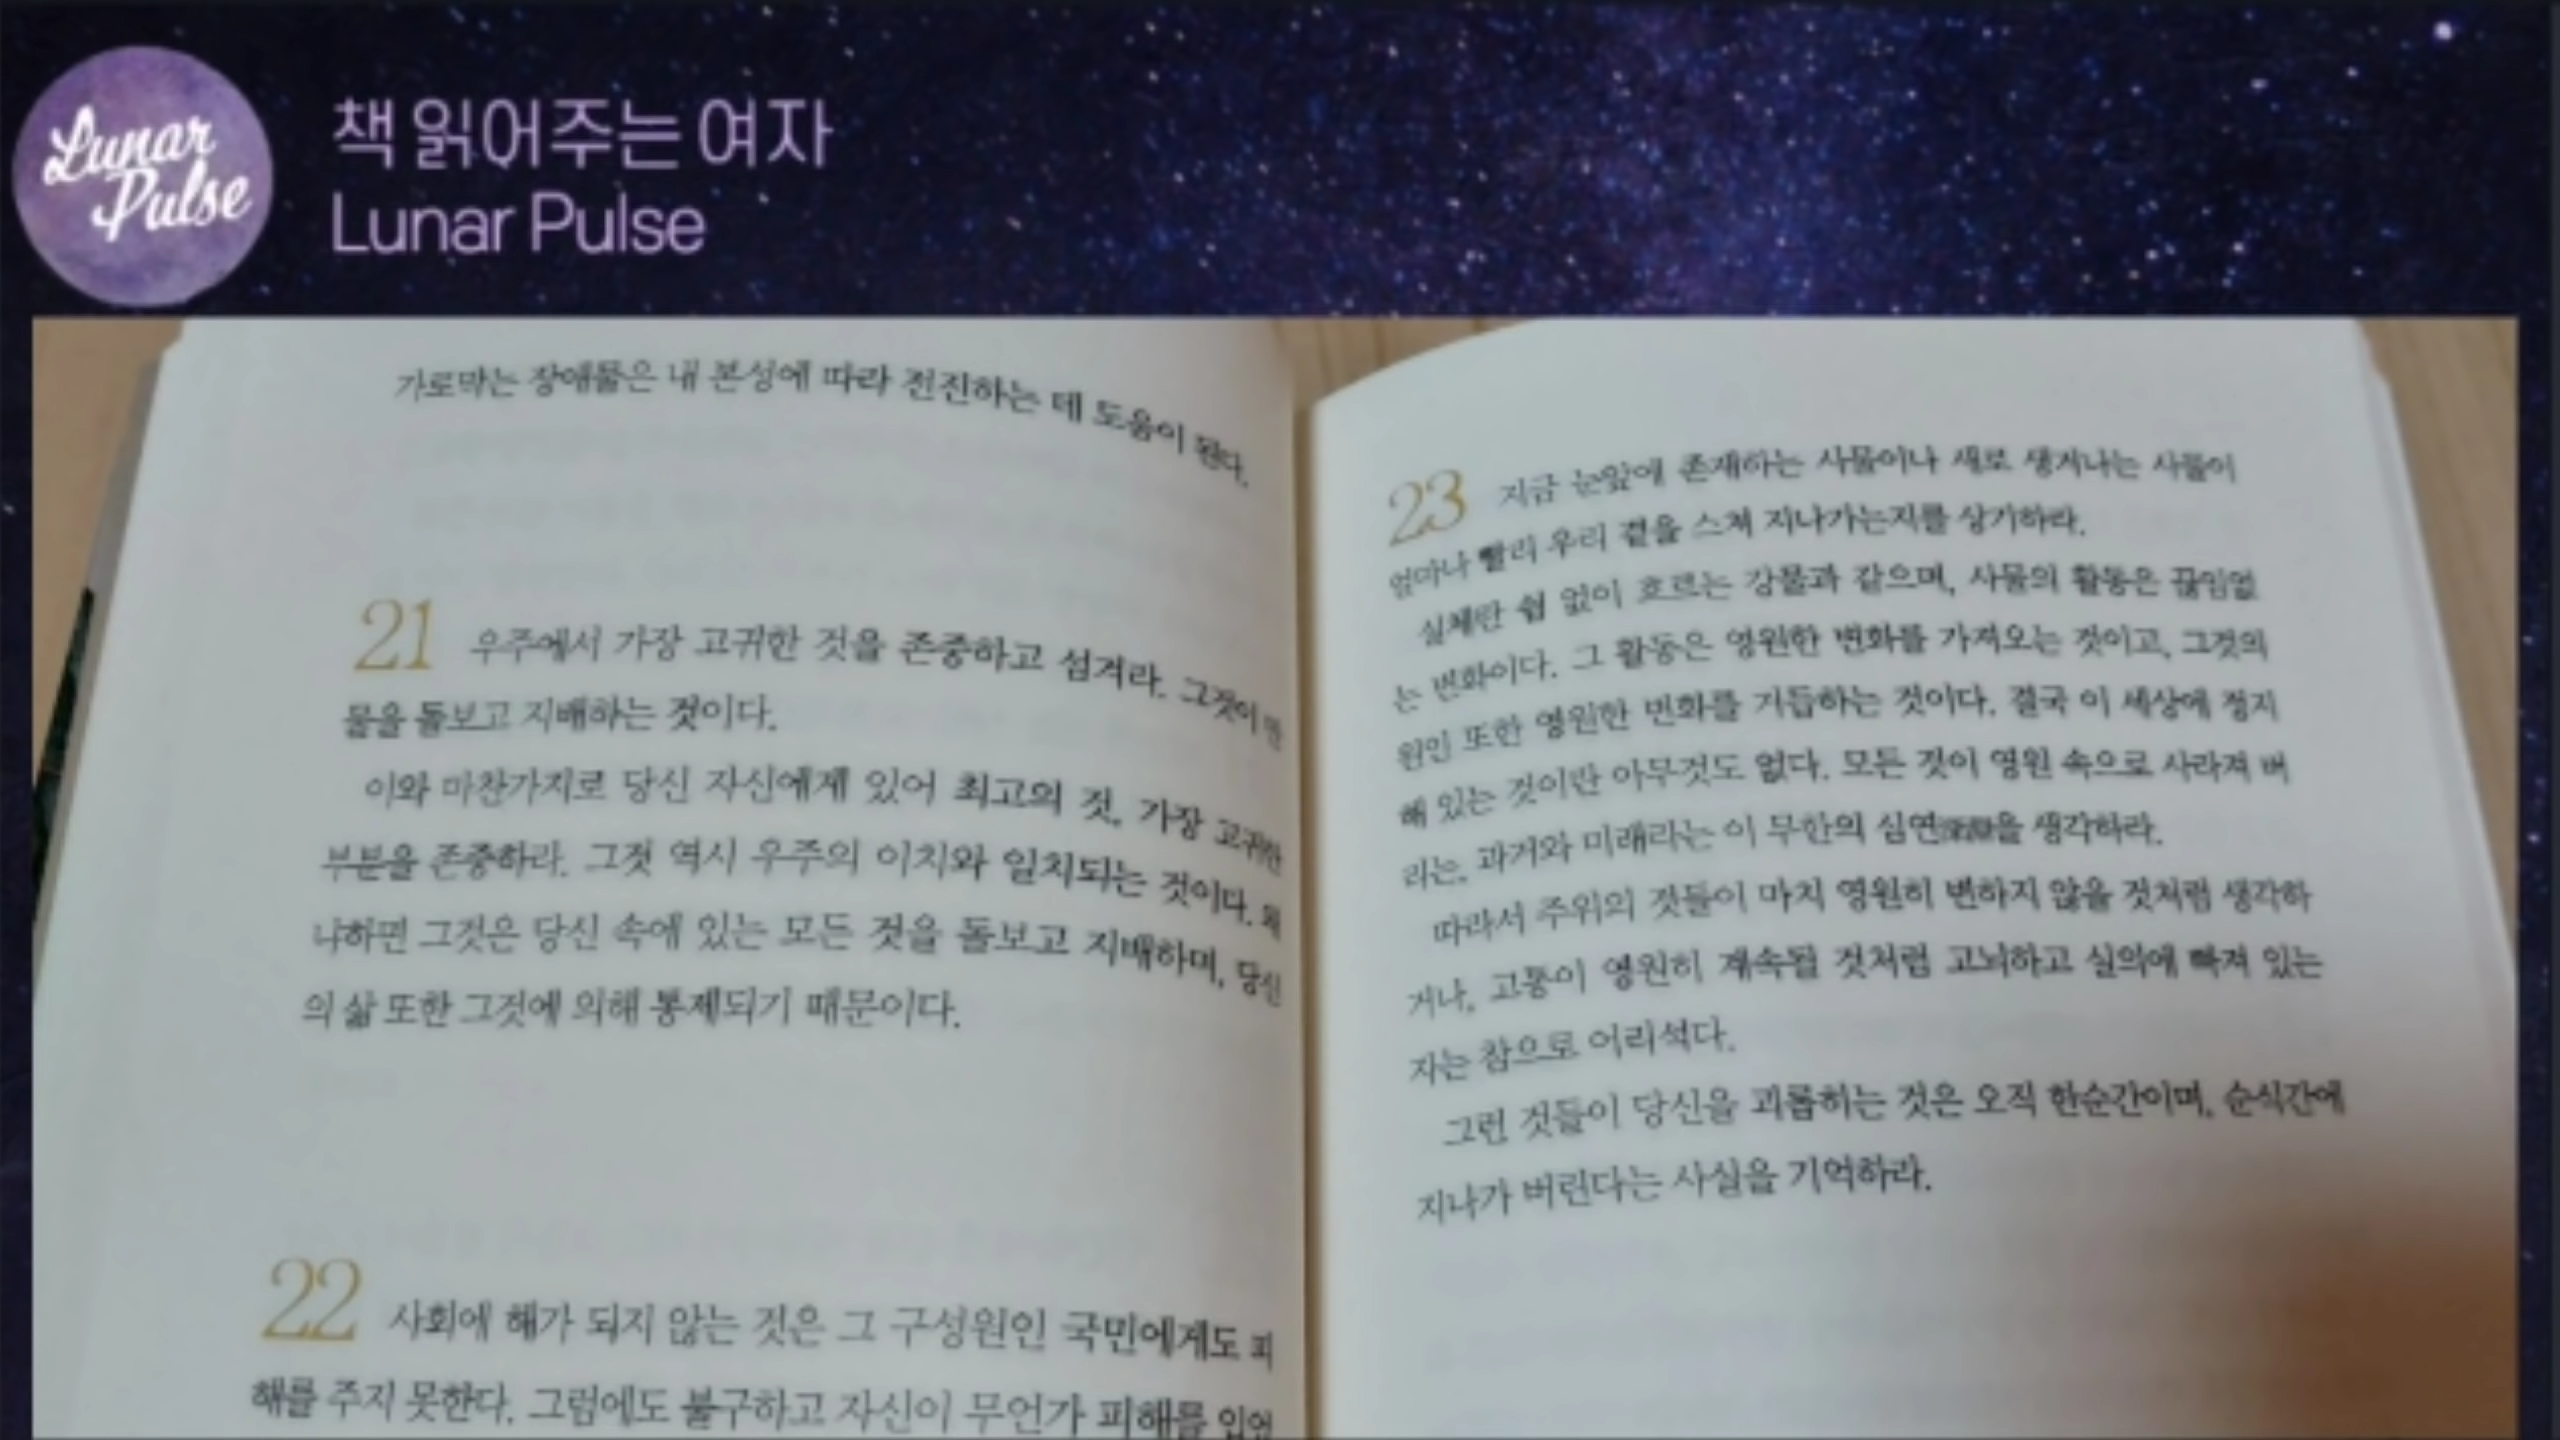 Lunar
Pulse
책 읽어주는 여자
Lunar Pulse
가로막는 장애물은 내 본성에 따라 전진하는 데 도움이 된다.
21 우주에서 가장 고귀한 것을 존중하고 섬겨라. 그것이 만
물을 돌보고 지배하는 것이다.
이와 마찬가지로 당신 자신에게 있어 최고의 것, 가장 고귀한
부분을 존중하라. 그것 역시 우주의 이치와 일치되는 것이다. 왜
냐하면 그것은 당신 속에 있는 모든 것을 돌보고 지배하며, 당신
의 삶 또한 그것에 의해 통제되기 때문이다.
22 사회에 해가 되지 않는 것은 그 구성원인 국민에게도 피
해를 주지 못한다. 그럼에도 불구하고 자신이 무언가 피해를 입었
23 지금 눈앞에 존재하는 사물이나 새로 생겨나는 사물이
얼마나 빨리 우리 곁을 스쳐 지나가는지를 상기하라.
실체란 쉼 없이 흐르는 강물과 같으며, 사물의 활동은 끊임없
는 변화이다. 그 활동은 영원한 변화를 가져오는 것이고, 그것의
원인 또한 영원한 변화를 거듭하는 것이다. 결국 이 세상에 정지
해 있는 것이란 아무것도 없다. 모든 것이 영원 속으로 사라져 버
리는, 과거와 미래라는 이 무한의 심연을 생각하라.
따라서 주위의 것들이 마치 영원히 변하지 않을 것처럼 생각하
거나, 고통이 영원히 계속될 것처럼 고뇌하고 실의에 빠져 있는
자는 참으로 어리석다.
그런 것들이 당신을 괴롭히는 것은 오직 한순간이며, 순식간에
지나가 버린다는 사실을 기억하라.